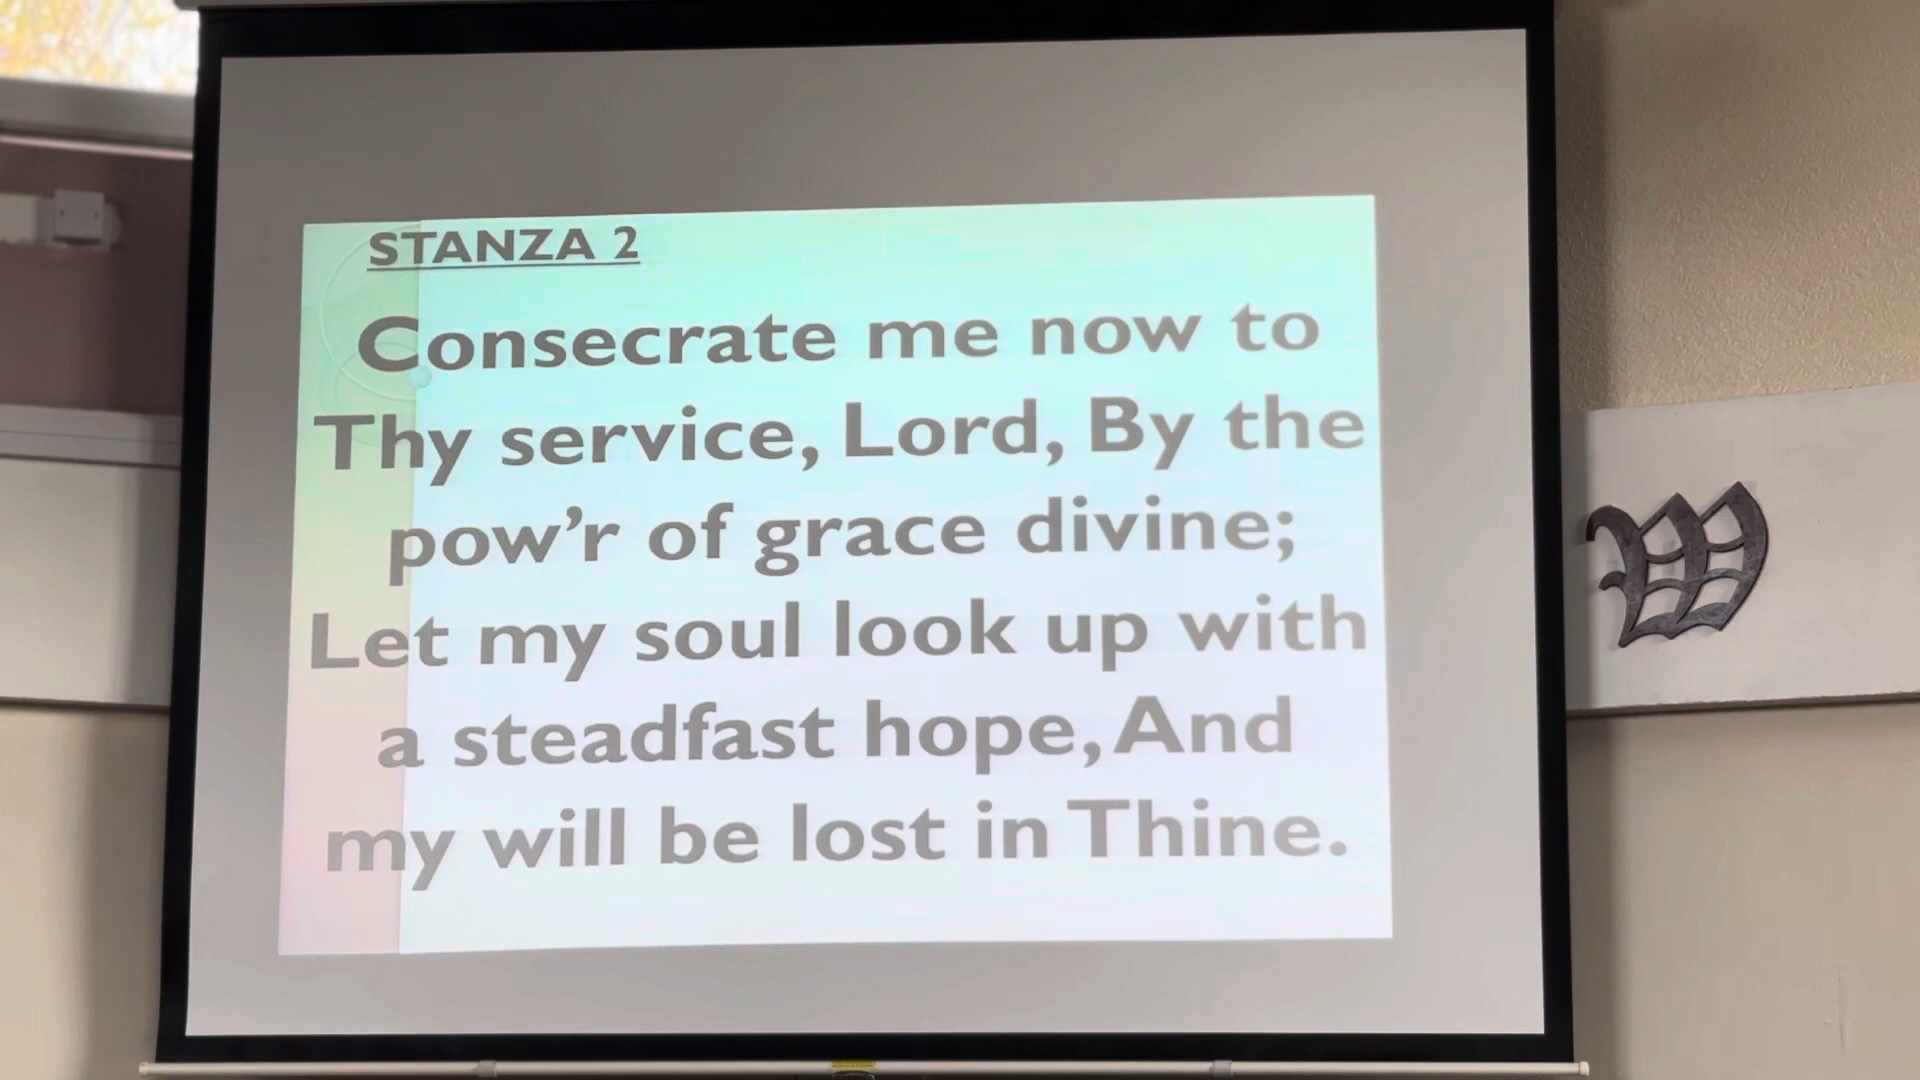 STANZA 2
Consecrate me now to
Thy service, Lord, By the
pow’r of grace divine;
Let my soul look up with
a steadfast hope, And
my will be lost in Thine.
W